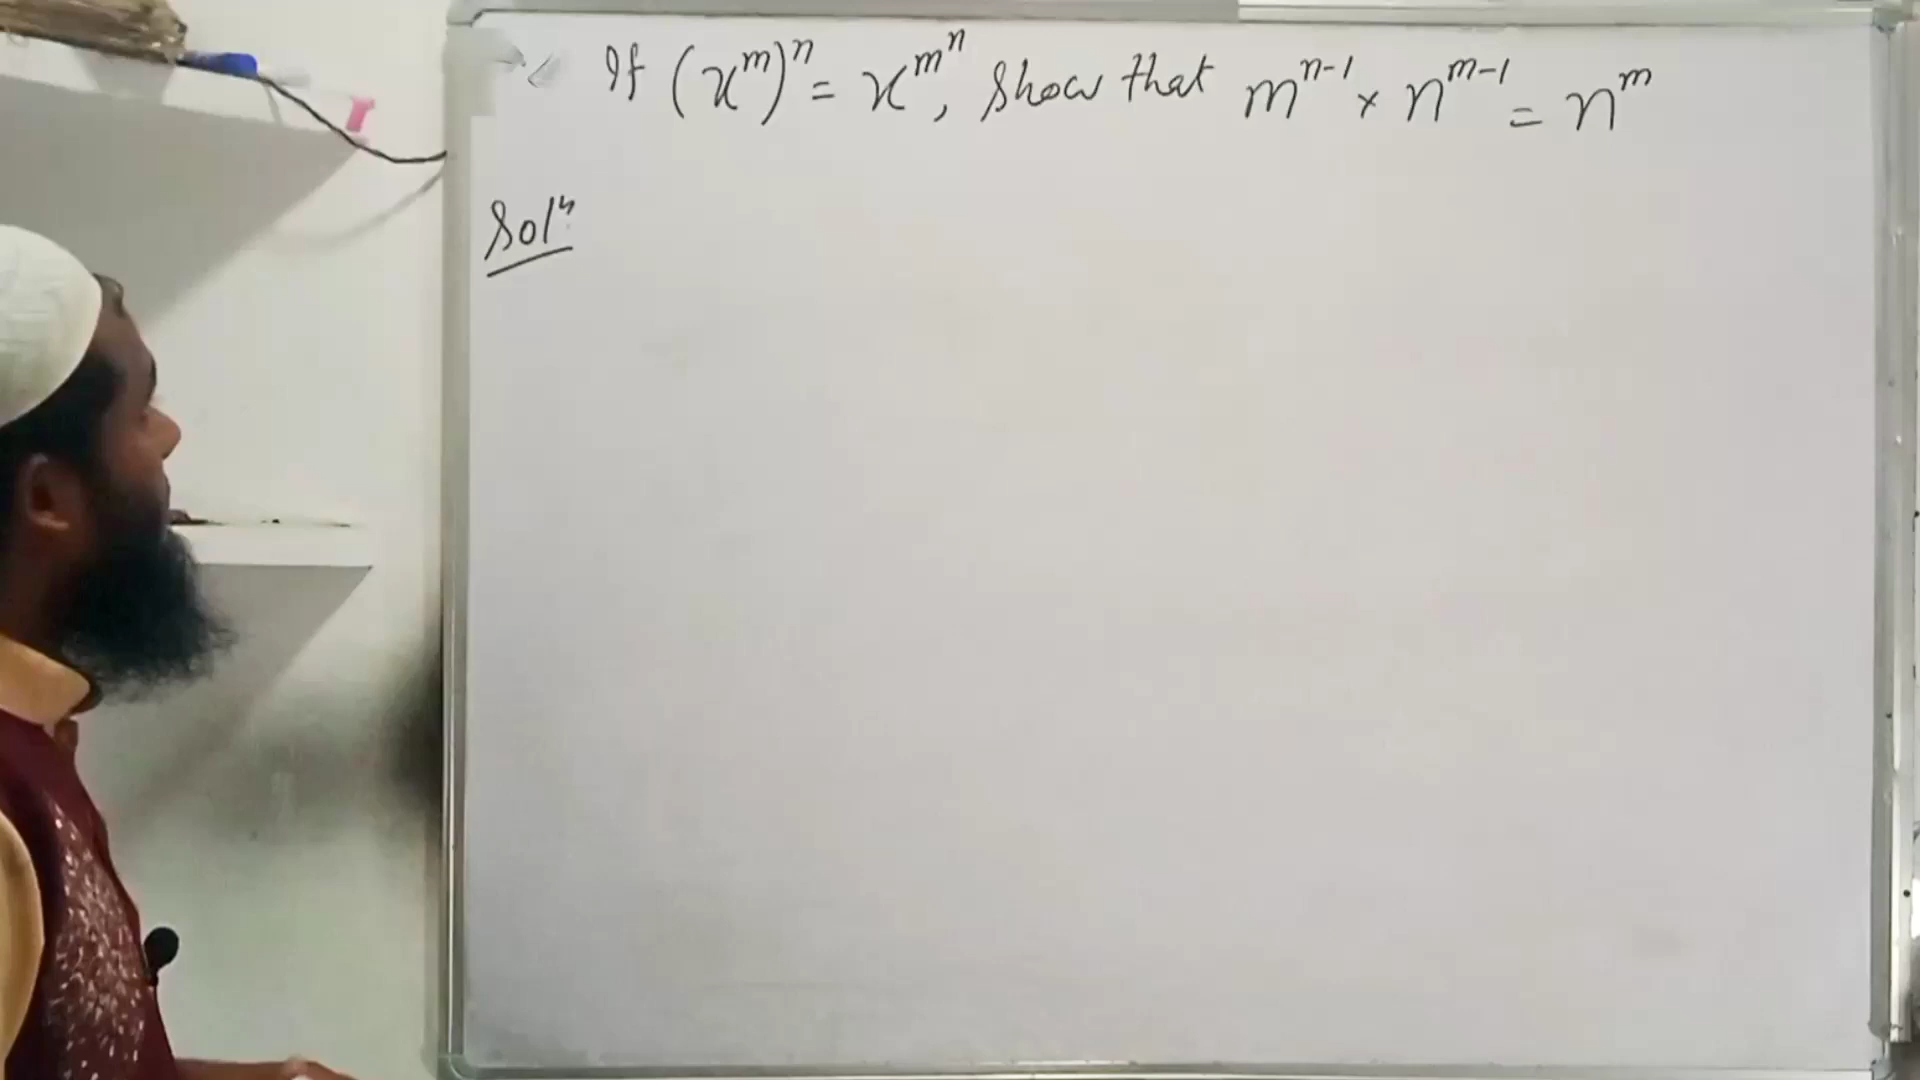 If (x^m)^n = x^{m^n}, show that m^{n-1} × n^{m-1} = n^m
Sol^n: